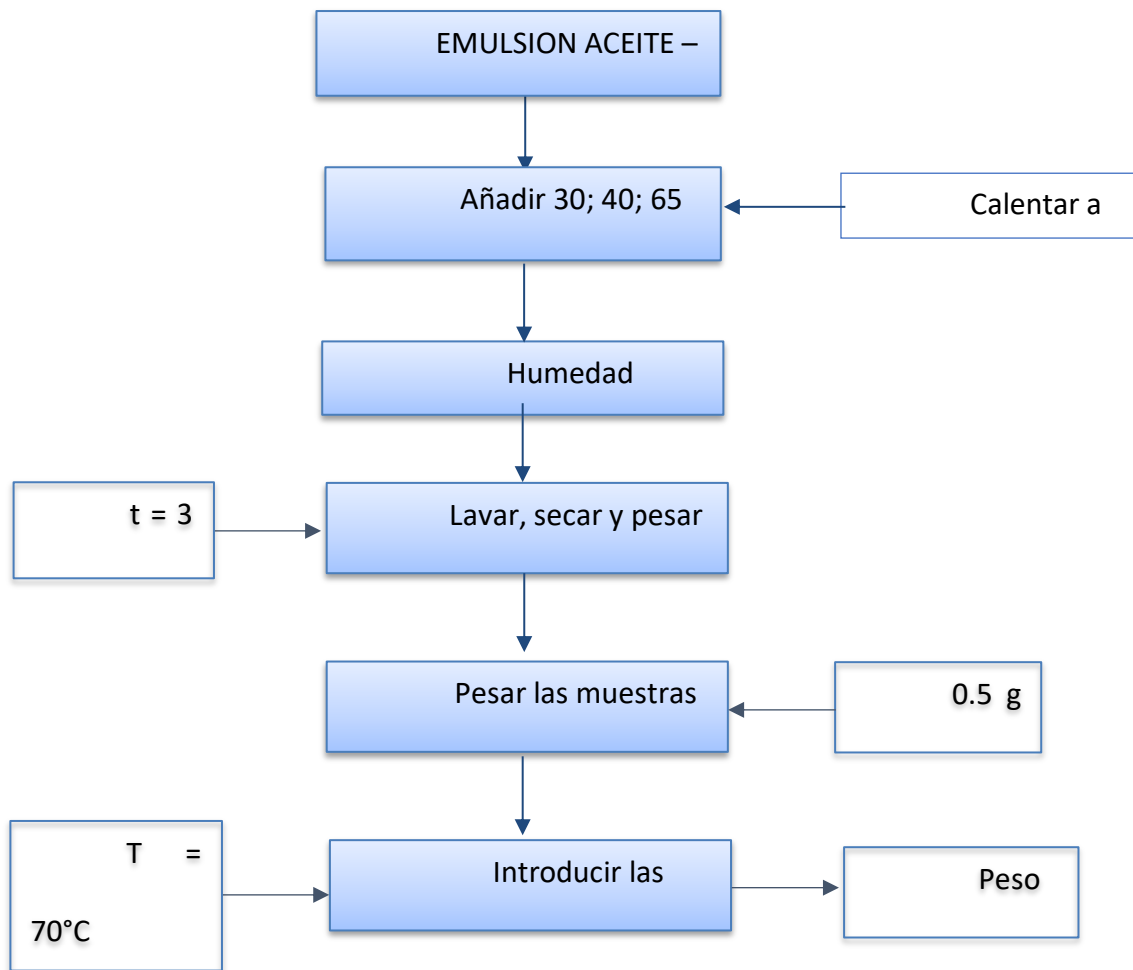 EMULSION ACEITE –
Añadir 30; 40; 65
Calentar a
Humedad
t = 3
Lavar, secar y pesar
Pesar las muestras
0.5 g
T =
70°C
Introducir las
Peso